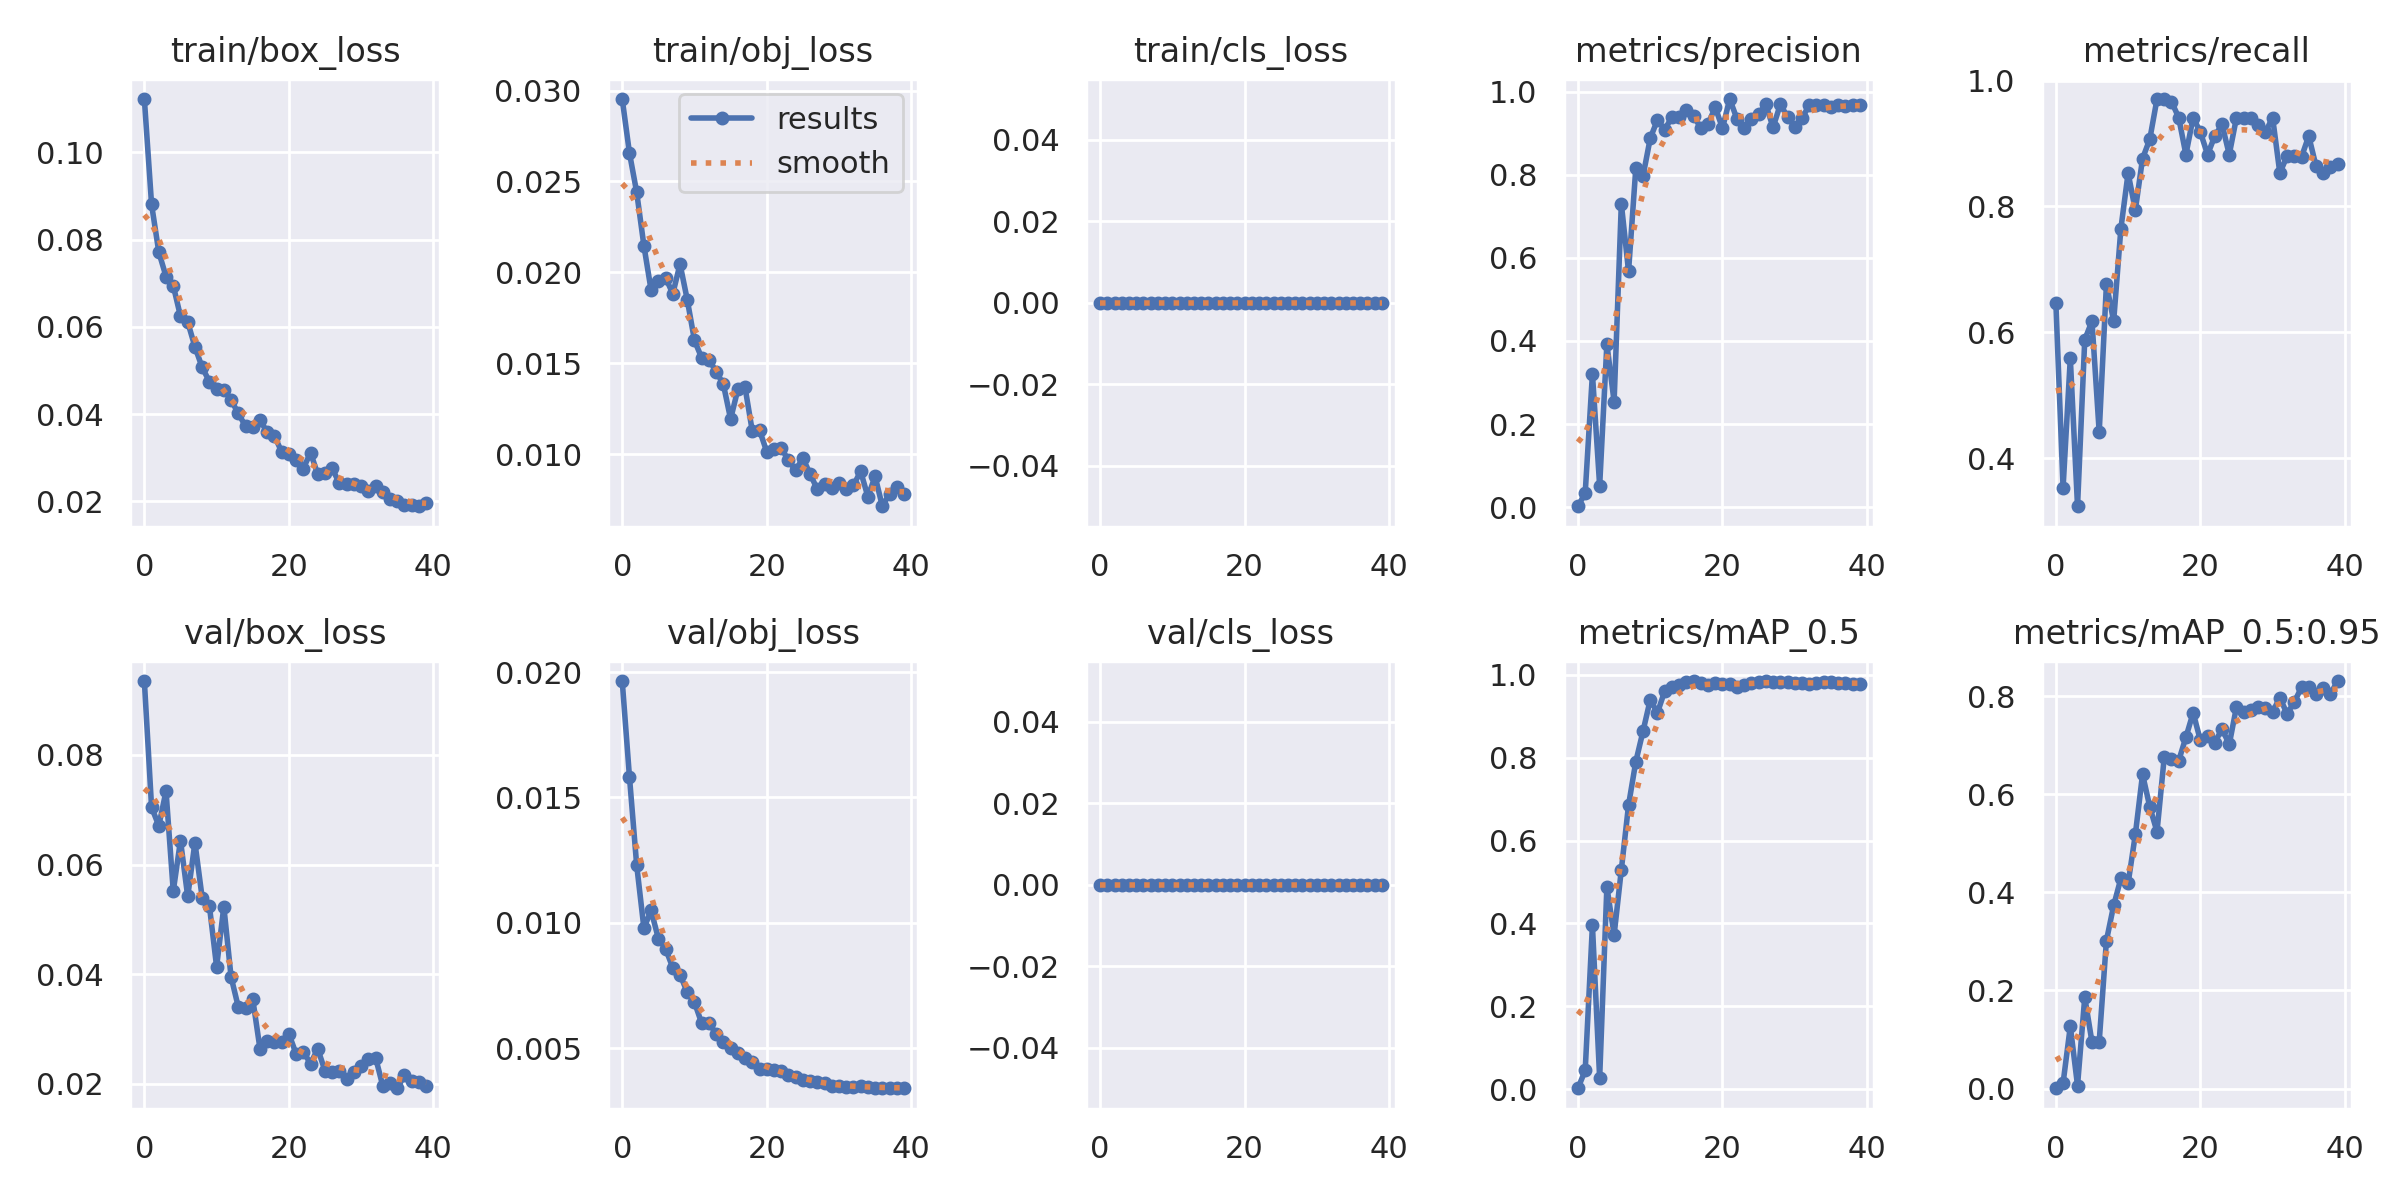 train/box_loss
0.10
0.08
0.06
0.04
0.02
0 20 40
train/obj_loss
results
smooth
0.030
0.025
0.020
0.015
0.010
0 20 40
train/cls_loss
0.04
0.02
0.00
−0.02
−0.04
0 20 40
metrics/precision
1.0
0.8
0.6
0.4
0.2
0.0
0 20 40
metrics/recall
1.0
0.8
0.6
0.4
0 20 40
val/box_loss
0.08
0.06
0.04
0.02
0 20 40
val/obj_loss
0.020
0.015
0.010
0.005
0 20 40
val/cls_loss
0.04
0.02
0.00
−0.02
−0.04
0 20 40
metrics/mAP_0.5
1.0
0.8
0.6
0.4
0.2
0.0
0 20 40
metrics/mAP_0.5:0.95
0.8
0.6
0.4
0.2
0.0
0 20 40